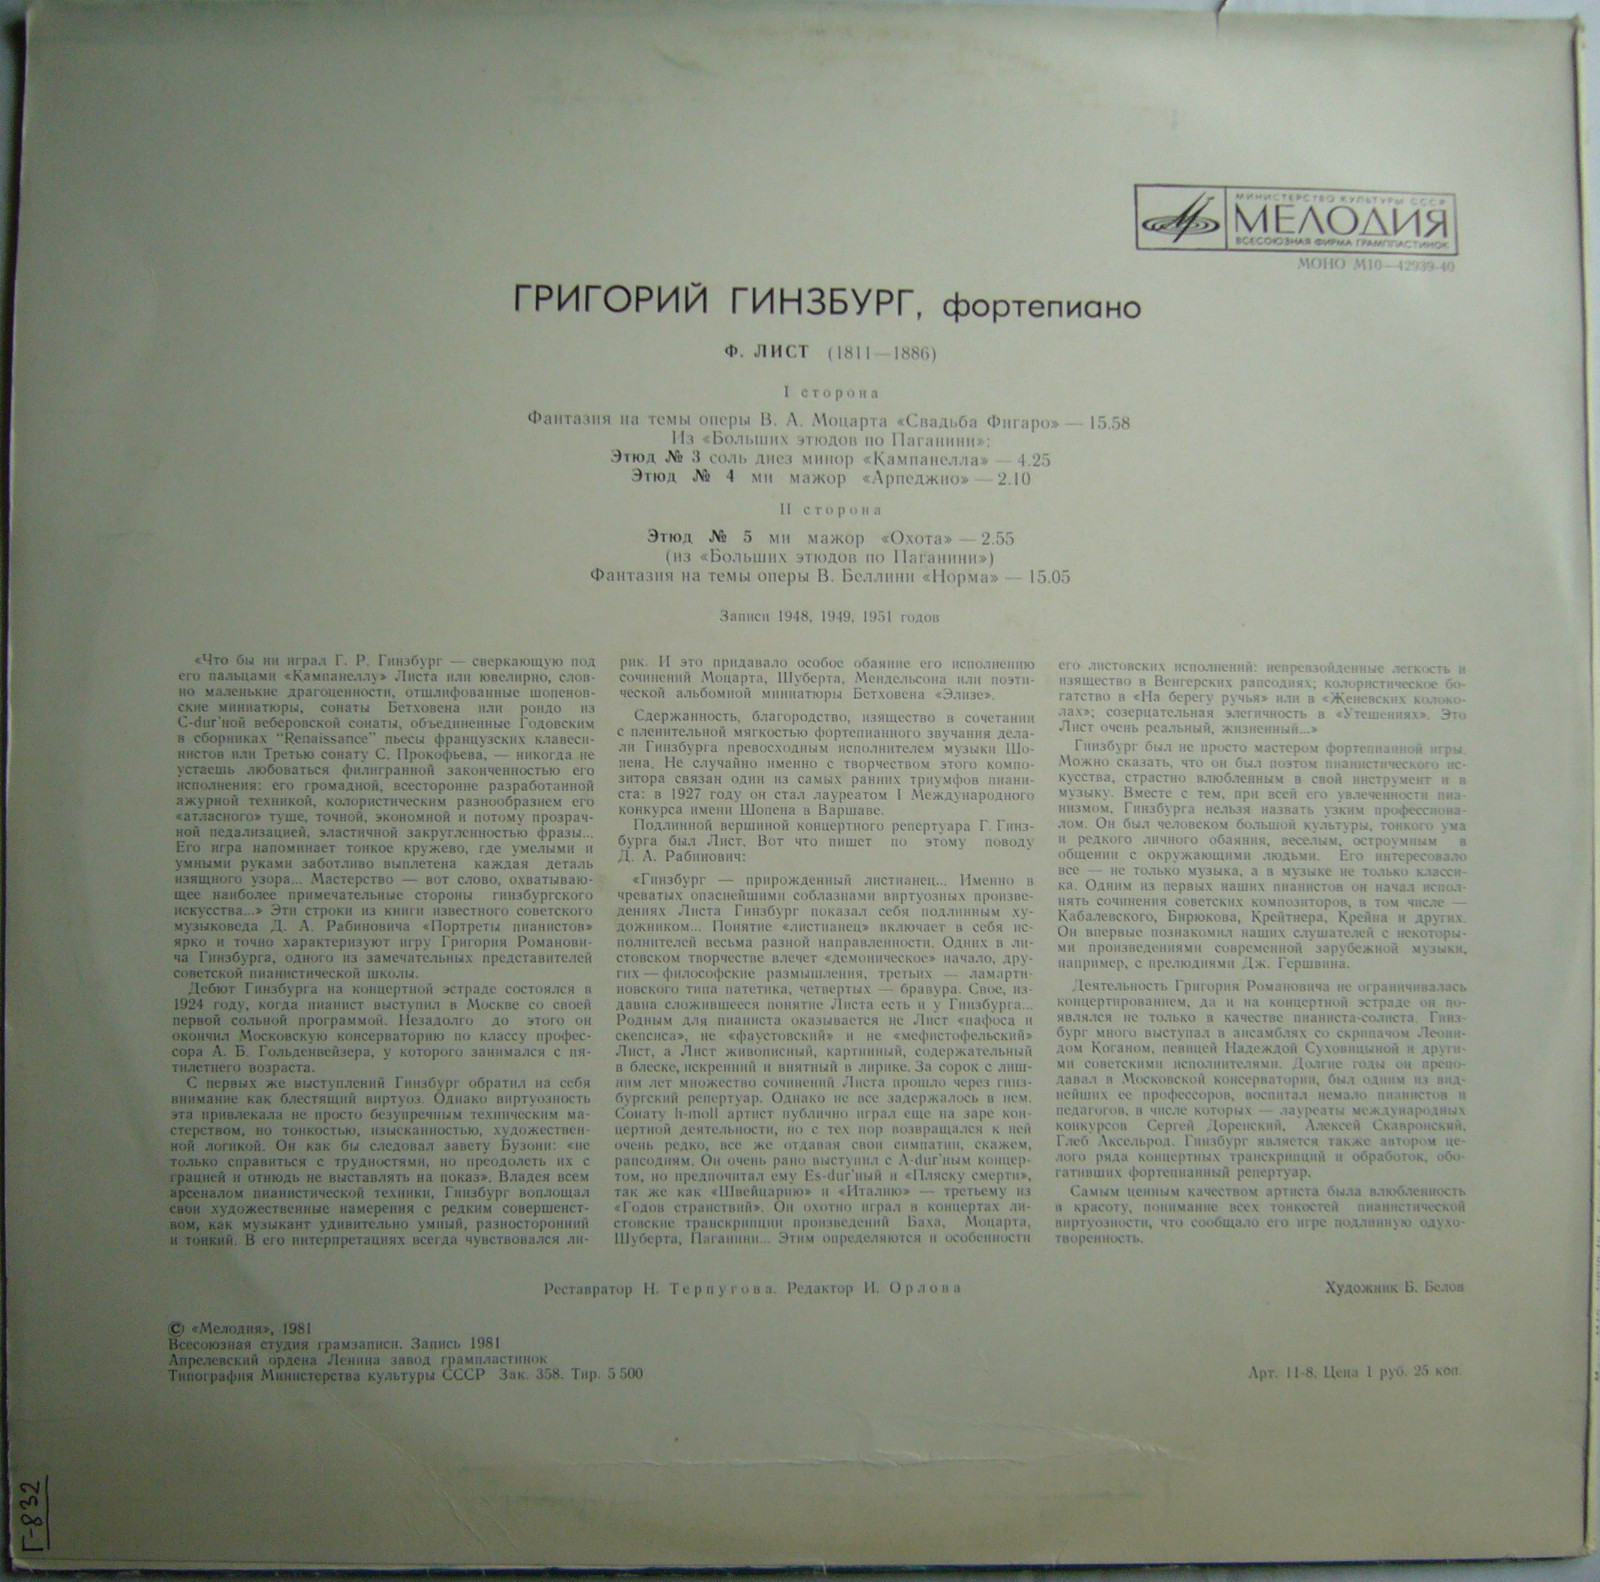 МИНИСТЕРСТВО КУЛЬТУРЫ СССР
МЕЛОДИЯ
ВСЕСОЮЗНАЯ ФИРМА ГРАМПЛАСТИНОК
МОНО М10—42939-40
ГРИГОРИЙ ГИНЗБУРГ, фортепиано
Ф. ЛИСТ (1811—1886)
I сторона
Фантазия на темы оперы В. А. Моцарта «Свадьба Фигаро» — 15.58
Из «Больших этюдов по Паганини»:
Этюд № 3 соль диез минор «Кампанелла» — 4.25
Этюд № 4 ми мажор «Арпеджио» — 2.10
II сторона
Этюд № 5 ми мажор «Охота» — 2.55
(из «Больших этюдов по Паганини»)
Фантазия на темы оперы В. Беллини «Норма» — 15.05
Записи 1948, 1949, 1951 годов
«Что бы ни играл Г. Р. Гинзбург — сверкающую под
его пальцами «Кампанеллу» Листа или ювелирно, слов-
но маленькие драгоценности, отшлифованные шопенов-
ские миниатюры, сонаты Бетховена или рондо из
C-dur'ной веберовской сонаты, объединенные Годовским
в сборниках "Renaissance" пьесы французских клавеси-
нистов или Третью сонату С. Прокофьева, — никогда не
устаешь любоваться филигранной законченностью его
исполнения: его громадной, всесторонне разработанной
ажурной техникой, колористическим разнообразием его
«атласного» туше, точной, экономной и потому прозрач-
ной педализацией, эластичной закругленностью фразы...
Его игра напоминает тонкое кружево, где умелыми и
умными руками заботливо выплетена каждая деталь
изящного узора... Мастерство — вот слово, охватываю-
щее наиболее примечательные стороны гинзбургского
искусства...» Эти строки из книги известного советского
музыковеда Д. А. Рабиновича «Портреты пианистов»
ярко и точно характеризуют игру Григория Романови-
ча Гинзбурга, одного из замечательных представителей
советской пианистической школы.
Дебют Гинзбурга на концертной эстраде состоялся в
1924 году, когда пианист выступил в Москве со своей
первой сольной программой. Незадолго до этого он
окончил Московскую консерваторию по классу профес-
сора А. Б. Гольденвейзера, у которого занимался с пя-
тилетнего возраста.
С первых же выступлений Гинзбург обратил на себя
внимание как блестящий виртуоз. Однако виртуозность
эта привлекала не просто безупречным техническим ма-
стерством, но тонкостью, изысканностью, художествен-
ной логикой. Он как бы следовал завету Бузони: «не
только справиться с трудностями, но преодолеть их с
грацией и отнюдь не выставлять на показ». Владея всем
арсеналом пианистической техники, Гинзбург воплощал
свои художественные намерения с редким совершенст-
вом, как музыкант удивительно умный, разносторонний
и тонкий. В его интерпретациях всегда чувствовался ли-
рик. И это придавало особое обаяние его исполнению
сочинений Моцарта, Шуберта, Мендельсона или поэти-
ческой альбомной миниатюры Бетховена «Элизе».
Сдержанность, благородство, изящество в сочетании
с пленительной мягкостью фортепианного звучания дела-
ли Гинзбурга превосходным исполнителем музыки Шо-
пена. Не случайно именно с творчеством этого компо-
зитора связан один из самых ранних триумфов пиани-
ста: в 1927 году он стал лауреатом I Международного
конкурса имени Шопена в Варшаве.
Подлинной вершиной концертного репертуара Г. Гинз-
бурга был Лист. Вот что пишет по этому поводу
Д. А. Рабинович:
«Гинзбург — прирожденный листианец... Именно в
чреватых опаснейшими соблазнами виртуозных произве-
дениях Листа Гинзбург показал себя подлинным ху-
дожником... Понятие «листианец» включает в себя ис-
полнителей весьма разной направленности. Одних в ли-
стовском творчестве влечет «демоническое» начало, дру-
гих — философские размышления, третьих — ламарти-
новского типа патетика, четвертых — бравура. Свое, из-
давна сложившееся понятие Листа есть и у Гинзбурга...
Родным для пианиста оказывается не Лист «пафоса и
скепсиса», не «фаустовский» и не «мефистофельский»
Лист, а Лист живописный, картинный, содержательный
в блеске, искренний и внятный в лирике. За сорок с лиш-
ним лет множество сочинений Листа прошло через гинз-
бургский репертуар. Однако не все задержалось в нем.
Сонату h-moll артист публично играл еще на заре кон-
цертной деятельности, но с тех пор возвращался к ней
очень редко, все же отдавая свои симпатии, скажем,
рапсодиям. Он очень рано выступил с A-dur'ным концер-
том, но предпочитал ему Es-dur'ный и «Пляску смерти»,
так же как «Швейцарию» и «Италию» — третьему из
«Годов странствий». Он охотно играл в концертах ли-
стовские транскрипции произведений Баха, Моцарта,
Шуберта, Паганини... Этим определяются и особенности
его листовских исполнений: непревзойденные легкость и
изящество в Венгерских рапсодиях; колористическое бо-
гатство в «На берегу ручья» или в «Женевских колоко-
лах»; созерцательная элегичность в «Утешениях». Это
Лист очень реальный, жизненный...»
Гинзбург был не просто мастером фортепианной игры.
Можно сказать, что он был поэтом пианистического ис-
кусства, страстно влюбленным в свой инструмент и в
музыку. Вместе с тем, при всей его увлеченности пиа-
низмом, Гинзбурга нельзя назвать узким профессиона-
лом. Он был человеком большой культуры, тонкого ума
и редкого личного обаяния, веселым, остроумным в
общении с окружающими людьми. Его интересовало
все — не только музыка, а в музыке не только класси-
ка. Одним из первых наших пианистов он начал испол-
нять сочинения советских композиторов, в том числе —
Кабалевского, Бирюкова, Крейтнера, Крейна и других.
Он впервые познакомил наших слушателей с некоторы-
ми произведениями современной зарубежной музыки,
например, с прелюдиями Дж. Гершвина.
Деятельность Григория Романовича не ограничивалась
концертированием, да и на концертной эстраде он по-
являлся не только в качестве пианиста-солиста. Гинз-
бург много выступал в ансамблях со скрипачом Леони-
дом Коганом, певицей Надеждой Суховицыной и други-
ми советскими исполнителями. Долгие годы он препо-
давал в Московской консерватории, был одним из вид-
нейших ее профессоров, воспитал немало пианистов и
педагогов, в числе которых — лауреаты международных
конкурсов Сергей Доренский, Алексей Скавронский,
Глеб Аксельрод. Гинзбург является также автором це-
лого ряда концертных транскрипций и обработок, обо-
гативших фортепианный репертуар.
Самым ценным качеством артиста была влюбленность
в красоту, понимание всех тонкостей пианистической
виртуозности, что сообщало его игре подлинную одухо-
творенность.
Реставратор Н. Терпугова. Редактор И. Орлова
Художник Б. Белов
© «Мелодия», 1981
Всесоюзная студия грамзаписи. Запись 1981
Апрелевский ордена Ленина завод грампластинок
Типография Министерства культуры СССР Зак. 358. Тир. 5 500
Арт. 11-8. Цена 1 руб. 25 коп.
Г-832